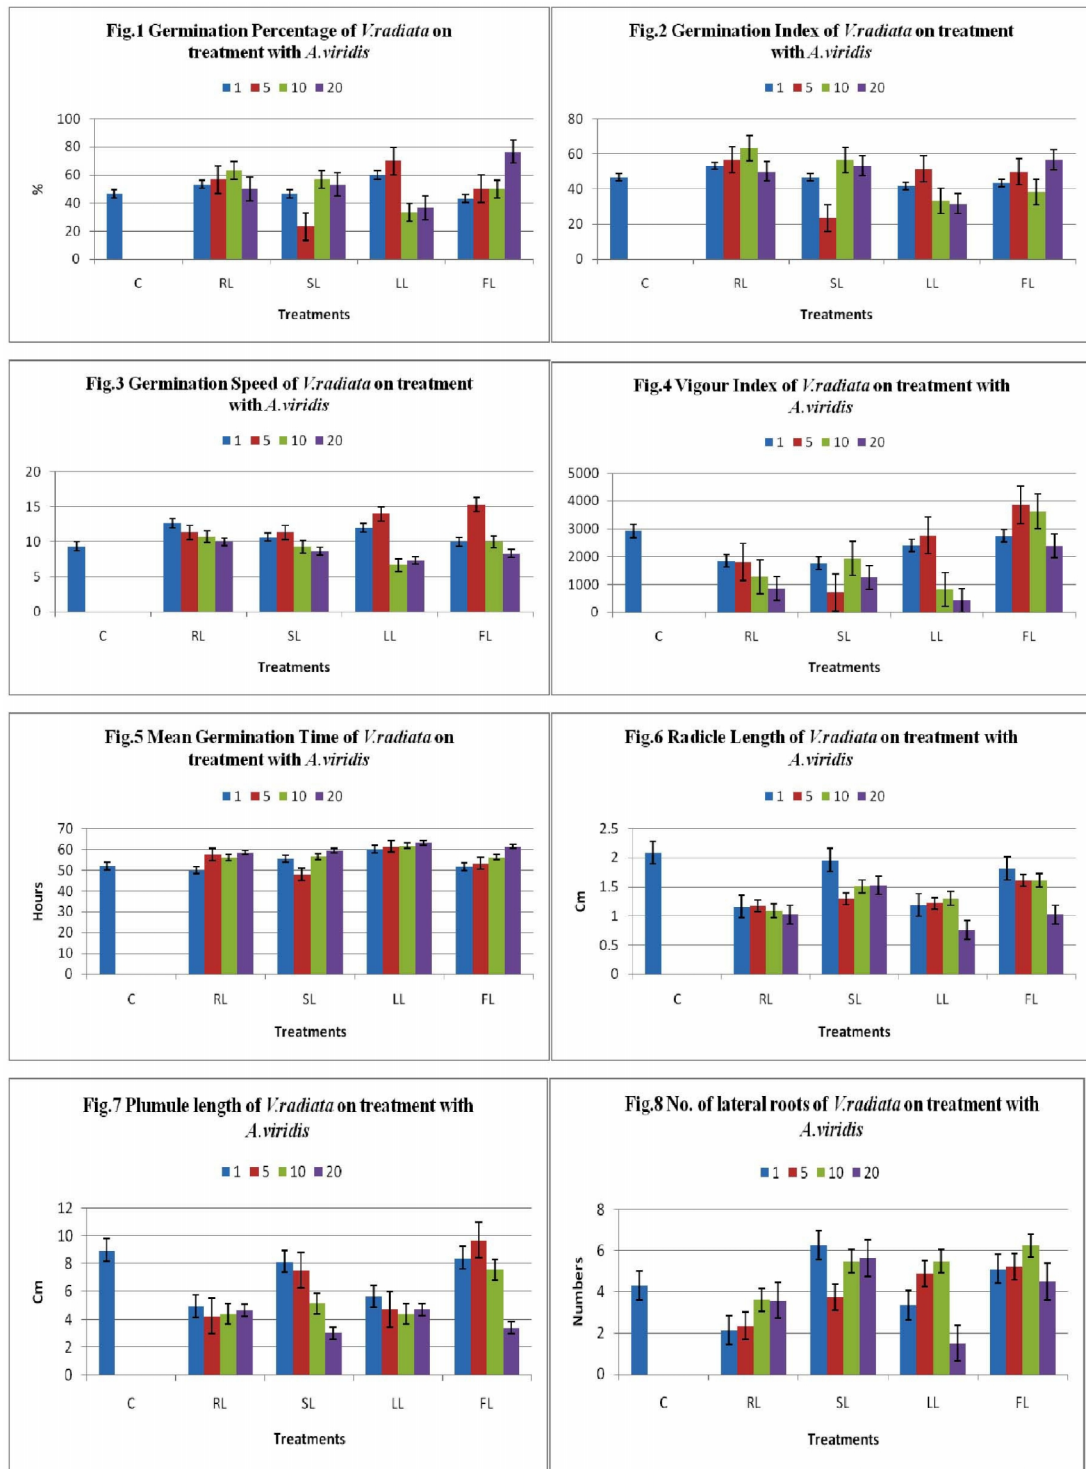 Fig.1 Germination Percentage of V.radiata on
treatment with A.viridis
1 5 10 20
100
80
60
40
20
0
%
C RL SL LL FL
Treatments
Fig.2 Germination Index of V.radiata on treatment
with A.viridis
1 5 10 20
80
60
40
20
0
C RL SL LL FL
Treatments
Fig.3 Germination Speed of V.radiata on treatment
with A.viridis
1 5 10 20
20
15
10
5
0
C RL SL LL FL
Treatments
Fig.4 Vigour Index of V.radiata on treatment with
A.viridis
1 5 10 20
5000
4000
3000
2000
1000
0
C RL SL LL FL
Treatments
Fig.5 Mean Germination Time of V.radiata on
treatment with A.viridis
1 5 10 20
70
60
50
40
30
20
10
0
Hours
C RL SL LL FL
Treatments
Fig.6 Radicle Length of V.radiata on treatment with
A.viridis
1 5 10 20
2.5
2
1.5
1
0.5
0
Cm
C RL SL LL FL
Treatments
Fig.7 Plumule length of V.radiata on treatment with
A.viridis
1 5 10 20
12
10
8
6
4
2
0
Cm
C RL SL LL FL
Treatments
Fig.8 No. of lateral roots of V.radiata on treatment with
A.viridis
1 5 10 20
8
6
4
2
0
Numbers
C RL SL LL FL
Treatments